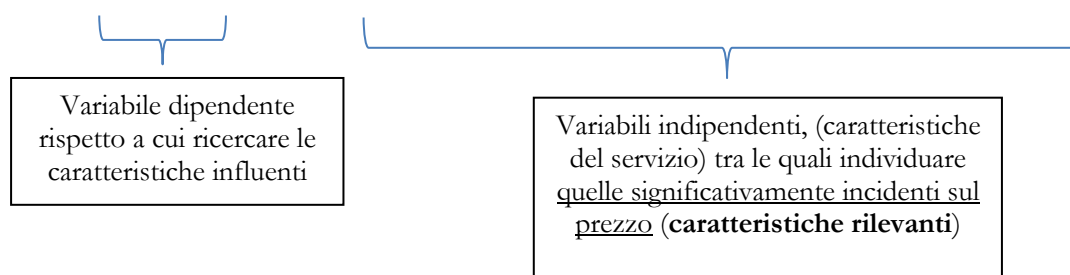 Variabile dipendente
rispetto a cui ricercare le
caratteristiche influenti
Variabili indipendenti, (caratteristiche
del servizio) tra le quali individuare
quelle significativamente incidenti sul
prezzo (caratteristiche rilevanti)